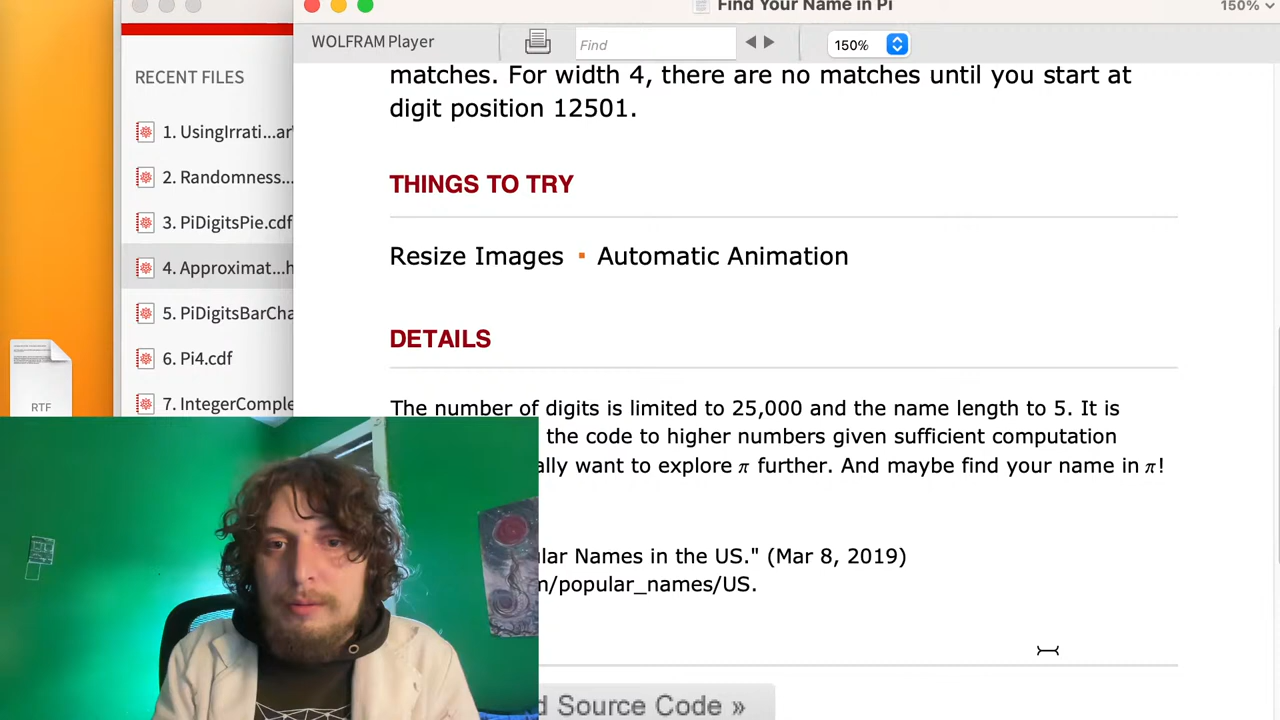 Find Your Name in Pi
150%
WOLFRAM Player
Find
150%
RECENT FILES
1. UsingIrrati...ar
2. Randomness...
3. PiDigitsPie.cdf
4. Approximat...h
5. PiDigitsBarCha
6. Pi4.cdf
7. IntegerComple
RTF
matches. For width 4, there are no matches until you start at
digit position 12501.
THINGS TO TRY
Resize Images ▪ Automatic Animation
DETAILS
The number of digits is limited to 25,000 and the name length to 5. It is
the code to higher numbers given sufficient computation
ally want to explore π further. And maybe find your name in π!
ular Names in the US." (Mar 8, 2019)
m/popular_names/US.
d Source Code »